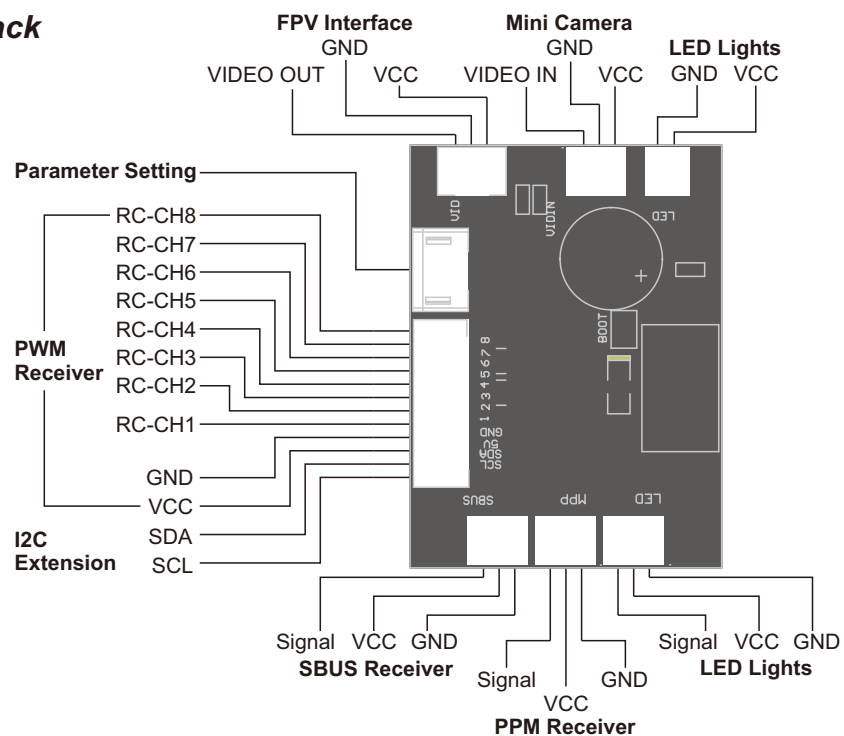 ack
FPV Interface
GND
VIDEO OUT
VCC
Mini Camera
GND
VIDEO IN
VCC
LED Lights
GND VCC
Parameter Setting
RC-CH8
RC-CH7
RC-CH6
RC-CH5
RC-CH4
RC-CH3
RC-CH2
RC-CH1
PWM
Receiver
GND
VCC
I2C
Extension
SDA
SCL
VID
VIDIN
LED
+
BOOT
1 2 3 4 5 6 7 8
GND
5V
SDA
SCL
SBUS
MPP
LED
Signal VCC GND
SBUS Receiver
Signal
VCC
GND
PPM Receiver
Signal VCC GND
LED Lights